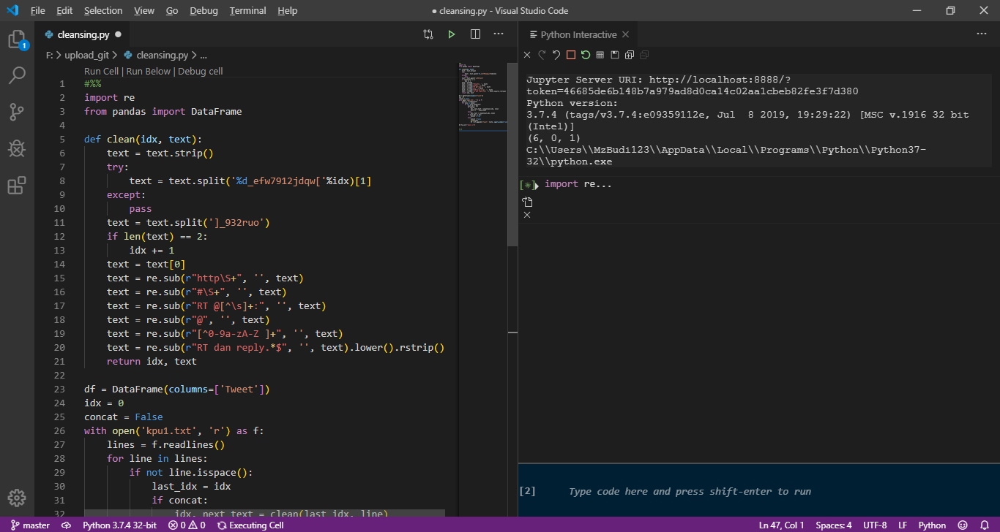 File Edit Selection View Go Debug Terminal Help ● cleansing.py - Visual Studio Code
cleansing.py ●
F: > upload_git > cleansing.py > ...
Run Cell | Run Below | Debug cell
1 #%%
2 import re
3 from pandas import DataFrame
4
5 def clean(idx, text):
6 text = text.strip()
7 try:
8 text = text.split('%d_efw7912jdqw['%idx)[1]
9 except:
10 pass
11 text = text.split(']_932ruo')
12 if len(text) == 2:
13 idx += 1
14 text = text[0]
15 text = re.sub(r"http\S+", '', text)
16 text = re.sub(r"#\S+", '', text)
17 text = re.sub(r"RT @[^\s]+:", '', text)
18 text = re.sub(r"@", '', text)
19 text = re.sub(r"[^0-9a-zA-Z ]+", '', text)
20 text = re.sub(r"RT dan reply.*$", '', text).lower().rstrip()
21 return idx, text
22
23 df = DataFrame(columns=['Tweet'])
24 idx = 0
25 concat = False
26 with open('kpu1.txt', 'r') as f:
27 lines = f.readlines()
28 for line in lines:
29 if not line.isspace():
30 last_idx = idx
31 if concat:
32 idx, next_text = clean(last_idx, line)
Python Interactive
Jupyter Server URI: http://localhost:8888/?
token=46685de6b148b7a979ad8d0ca14c02aa1cbeb82fe3f7d380
Python version:
3.7.4 (tags/v3.7.4:e09359112e, Jul 8 2019, 19:29:22) [MSC v.1916 32 bit
(Intel)]
(6, 0, 1)
C:\\Users\\MzBudi123\\AppData\\Local\\Programs\\Python\\Python37-
32\\python.exe
[*] import re...
[2] Type code here and press shift-enter to run
1
master Python 3.7.4 32-bit 0 0 Executing Cell Ln 47, Col 1 Spaces: 4 UTF-8 LF Python